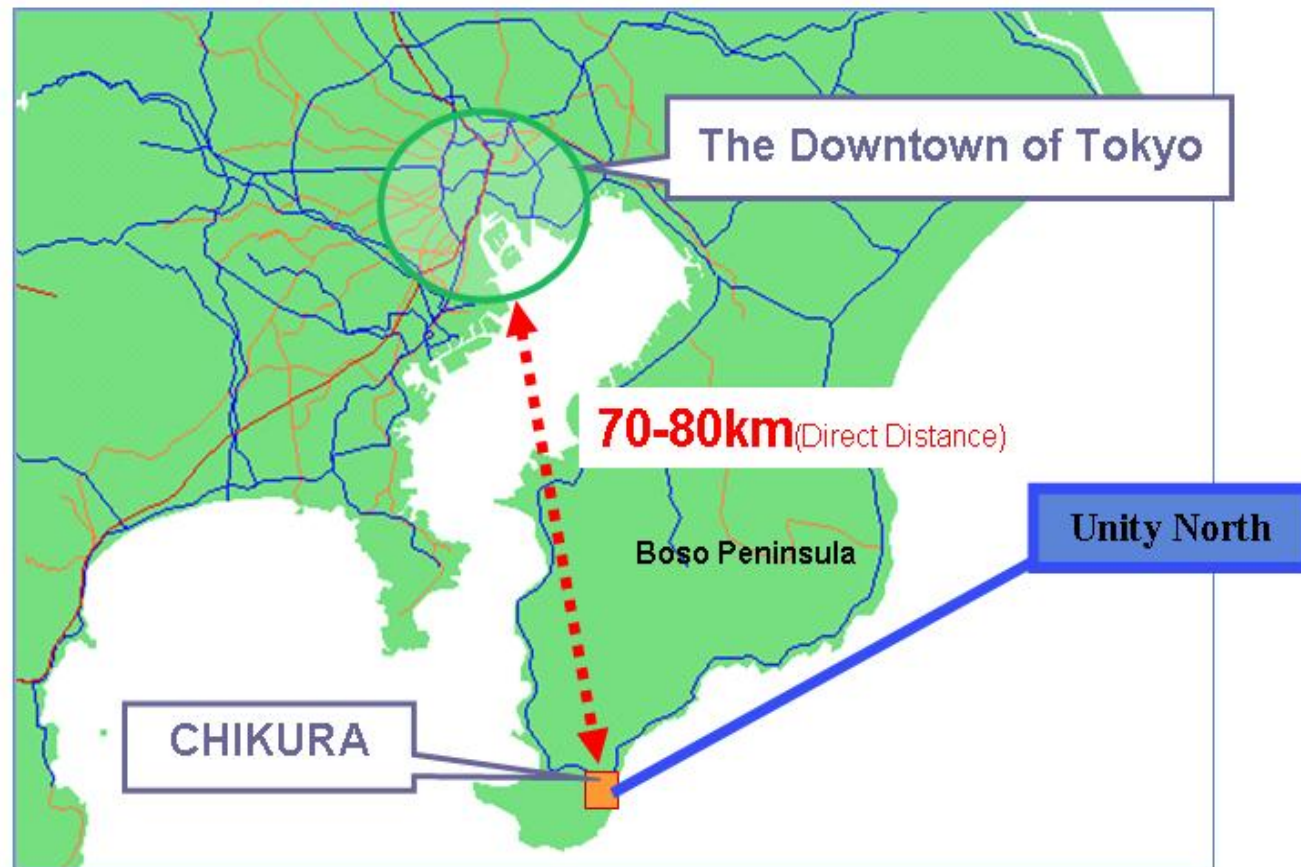 The Downtown of Tokyo
70-80km(Direct Distance)
Unity North
Boso Peninsula
CHIKURA